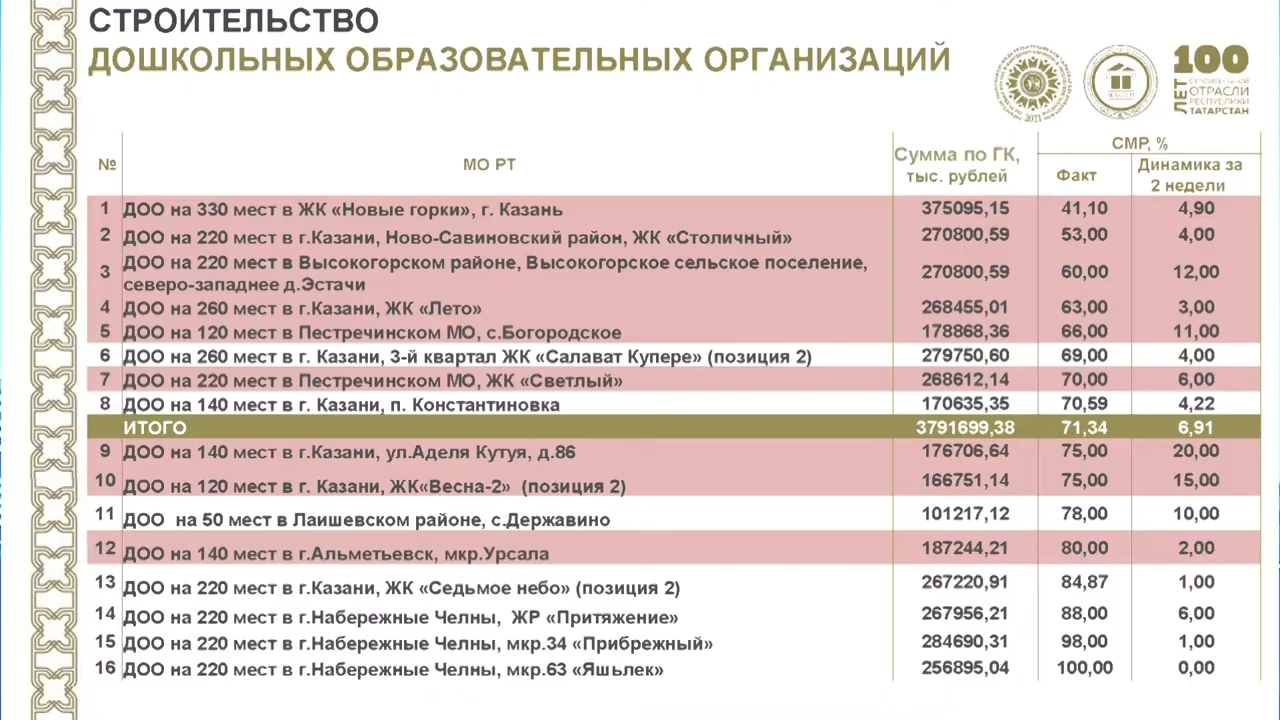 СТРОИТЕЛЬСТВО
ДОШКОЛЬНЫХ ОБРАЗОВАТЕЛЬНЫХ ОРГАНИЗАЦИЙ
2021
100
ЛЕТ
СТРОИТЕЛЬНОЙ
ОТРАСЛИ
РЕСПУБЛИКИ
ТАТАРСТАН
№ МО РТ Сумма по ГК, тыс. рублей СМР, %
Факт Динамика за 2 недели
1 ДОО на 330 мест в ЖК «Новые горки», г. Казань 375095,15 41,10 4,90
2 ДОО на 220 мест в г.Казани, Ново-Савиновский район, ЖК «Столичный» 270800,59 53,00 4,00
3 ДОО на 220 мест в Высокогорском районе, Высокогорское сельское поселение,
северо-западнее д.Эстачи 270800,59 60,00 12,00
4 ДОО на 260 мест в г.Казани, ЖК «Лето» 268455,01 63,00 3,00
5 ДОО на 120 мест в Пестречинском МО, с.Богородское 178868,36 66,00 11,00
6 ДОО на 260 мест в г. Казани, 3-й квартал ЖК «Салават Купере» (позиция 2) 279750,60 69,00 4,00
7 ДОО на 220 мест в Пестречинском МО, ЖК «Светлый» 268612,14 70,00 6,00
8 ДОО на 140 мест в г. Казани, п. Константиновка 170635,35 70,59 4,22
ИТОГО 3791699,38 71,34 6,91
9 ДОО на 140 мест в г.Казани, ул.Аделя Кутуя, д.86 176706,64 75,00 20,00
10 ДОО на 120 мест в г. Казани, ЖК«Весна-2» (позиция 2) 166751,14 75,00 15,00
11 ДОО на 50 мест в Лаишевском районе, с.Державино 101217,12 78,00 10,00
12 ДОО на 140 мест в г.Альметьевск, мкр.Урсала 187244,21 80,00 2,00
13 ДОО на 220 мест в г.Казани, ЖК «Седьмое небо» (позиция 2) 267220,91 84,87 1,00
14 ДОО на 220 мест в г.Набережные Челны, ЖР «Притяжение» 267956,21 88,00 6,00
15 ДОО на 220 мест в г.Набережные Челны, мкр.34 «Прибрежный» 284690,31 98,00 1,00
16 ДОО на 220 мест в г.Набережные Челны, мкр.63 «Яшьлек» 256895,04 100,00 0,00